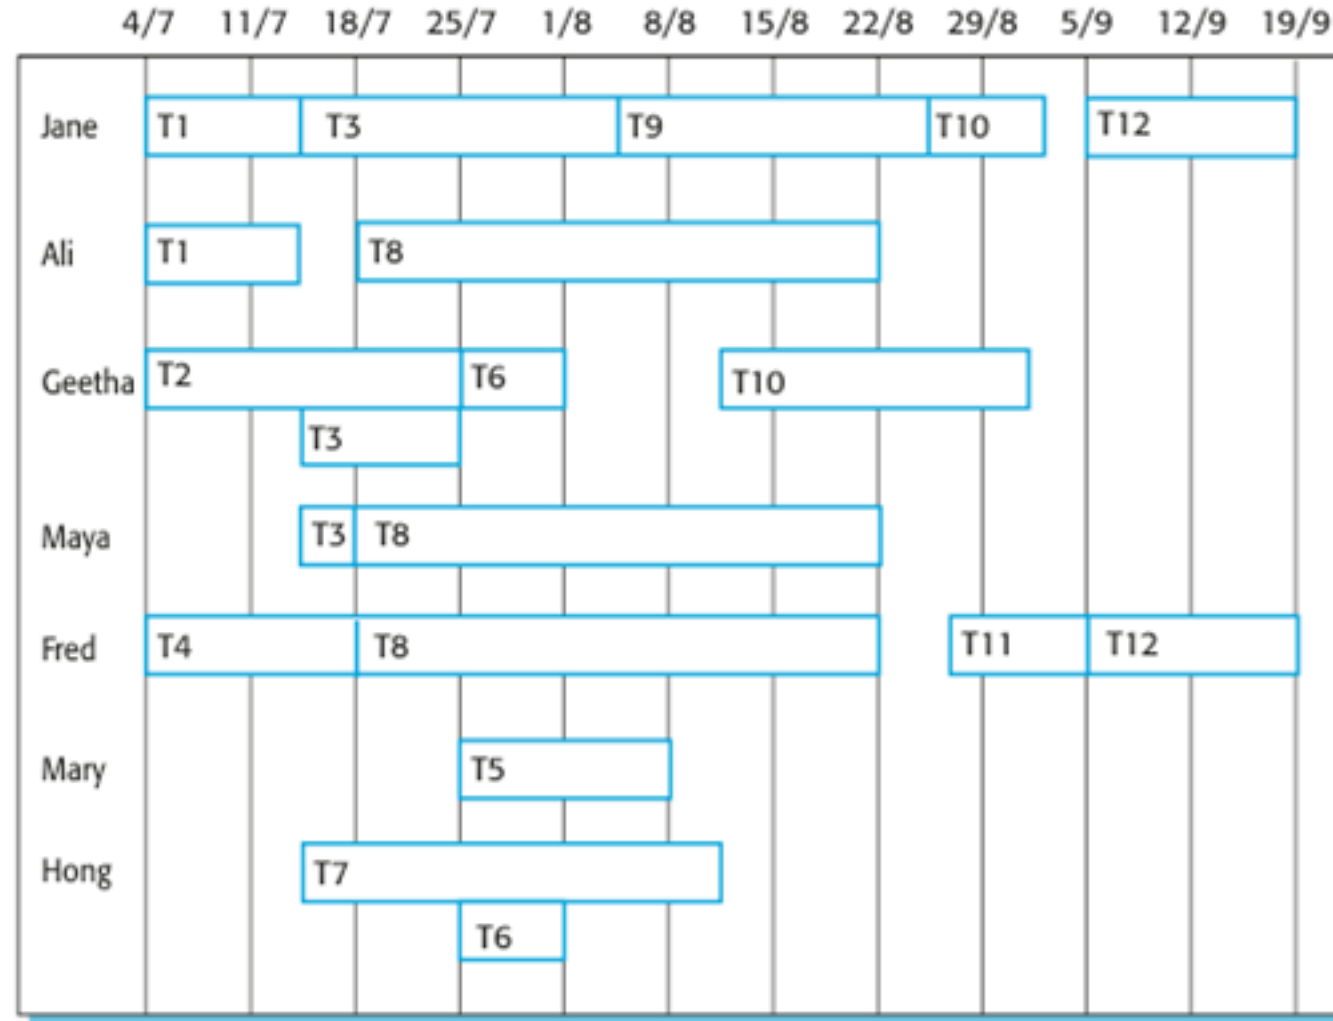 4/7 11/7 18/7 25/7 1/8 8/8 15/8 22/8 29/8 5/9 12/9 19/9
Jane T1 T3 T9 T10 T12
Ali T1 T8
Geetha T2 T6 T10
T3
Maya T3 T8
Fred T4 T8 T11 T12
Mary T5
Hong T7
T6